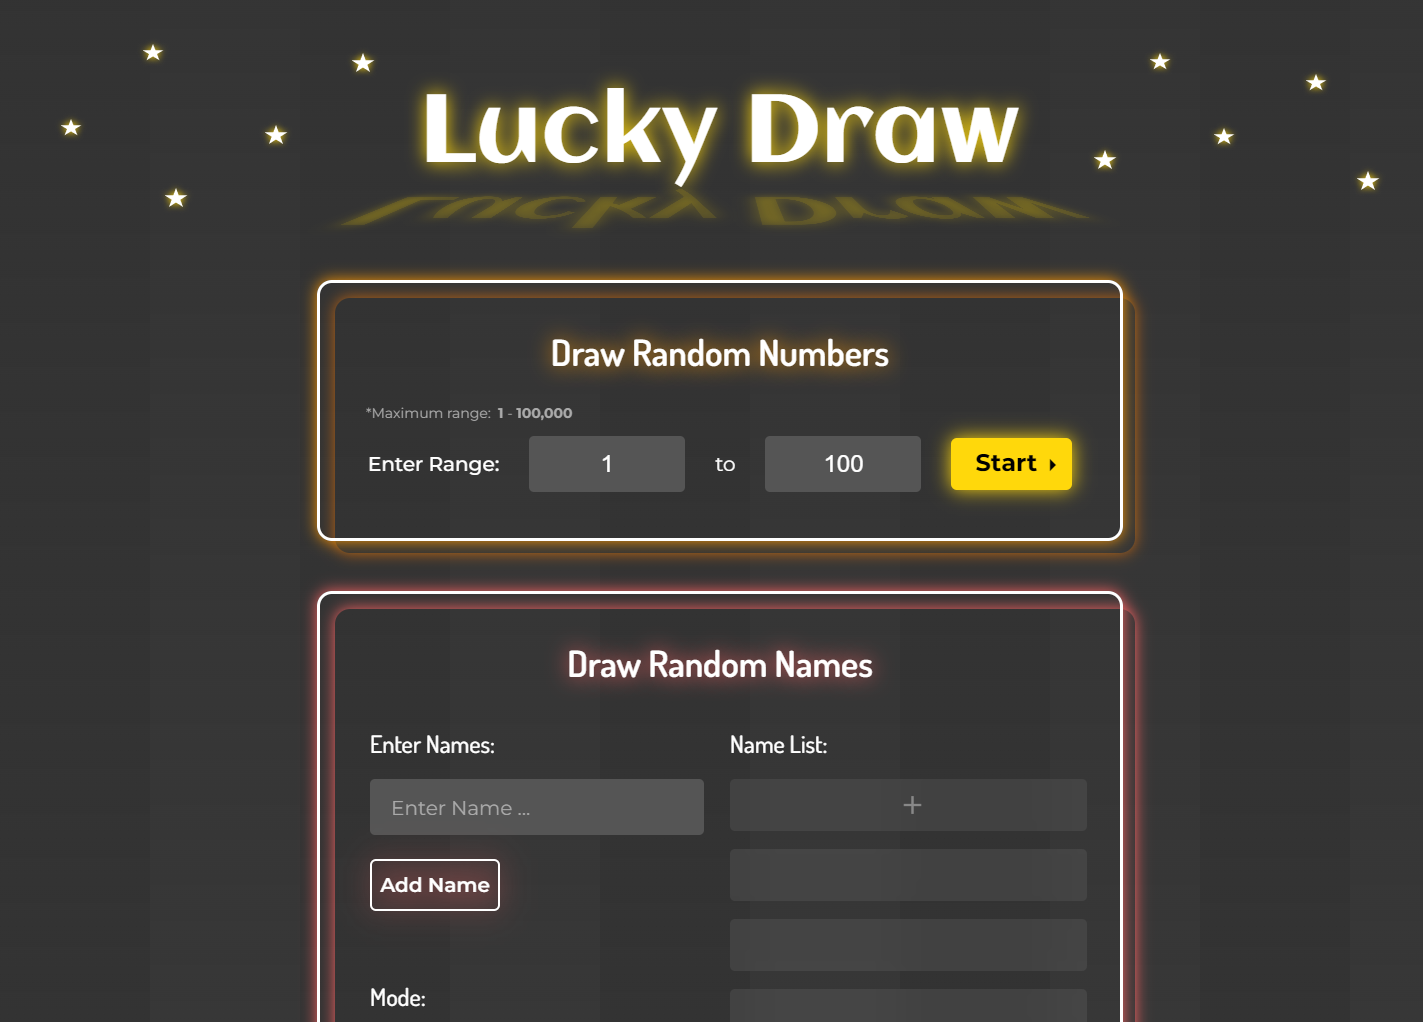 Lucky Draw
Draw Random Numbers
*Maximum range: 1 - 100,000
Enter Range: 1 to 100 Start
Draw Random Names
Enter Names: Name List:
Enter Name ... +
Add Name
Mode: